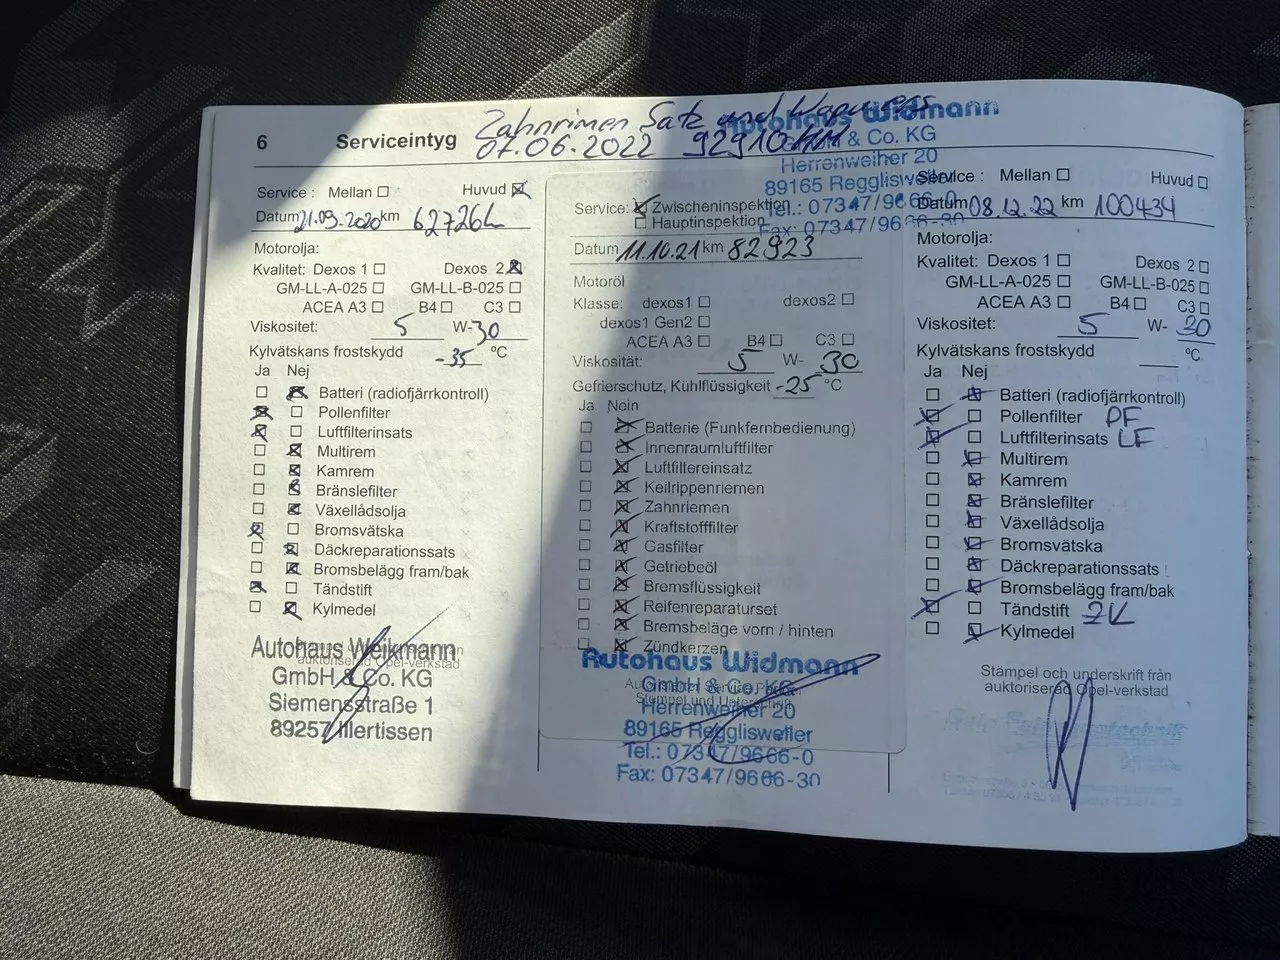 6 Serviceintyg
Zahnrimen Satz und
07.06.2022 92910 KM
Autohaus Widmann
GmbH & Co. KG
Herrenweiher 20
89165 Regglisweiler
Tel.: 07347/9666-0
Fax: 07347/9666-30
Service : Mellan ☐ Huvud ☒
Datum 21.09.2020 km 62726
Motorolja:
Kvalitet: Dexos 1 ☐ Dexos 2 ☒
GM-LL-A-025 ☐ GM-LL-B-025 ☐
ACEA A3 ☐ B4 ☐ C3 ☐
Viskositet: 5 W- 30
Kylvätskans frostskydd -35 °C
Ja Nej
☐ ☒ Batteri (radiofjärrkontroll)
☒ ☐ Pollenfilter
☒ ☐ Luftfilterinsats
☐ ☒ Multirem
☐ ☒ Kamrem
☐ ☒ Bränslefilter
☐ ☒ Växellådsolja
☒ ☐ Bromsvätska
☐ ☒ Däckreparationssats
☐ ☒ Bromsbelägg fram/bak
☒ ☐ Tändstift
☐ ☒ Kylmedel
Autohaus Weikmann
GmbH & Co. KG
Siemensstraße 1
89257 Illertissen
auktoriserad Opel-verkstad
Service: ☒ Zwischeninspektion
☐ Hauptinspektion
Datum 11.10.21 km 82923
Motoröl
Klasse: dexos1 ☐ dexos2 ☐
dexos1 Gen2 ☐
ACEA A3 ☐ B4 ☐ C3 ☐
Viskosität: 5 W- 30
Gefrierschutz, Kühlflüssigkeit -25 °C
Ja Nein
☐ ☒ Batterie (Funkfernbedienung)
☐ ☒ Innenraumluftfilter
☐ ☒ Luftfiltereinsatz
☐ ☒ Keilrippenriemen
☐ ☒ Zahnriemen
☐ ☒ Kraftstofffilter
☐ ☒ Gasfilter
☐ ☒ Getriebeöl
☐ ☒ Bremsflüssigkeit
☐ ☒ Reifenreparaturset
☐ ☒ Bremsbeläge vorn / hinten
☐ ☒ Zündkerzen
Autohaus Widmann
GmbH & Co. KG
Herrenweiher 20
89165 Regglisweiler
Tel.: 07347/9666-0
Fax: 07347/9666-30
Service : Mellan ☐ Huvud ☐
Datum 08.12.22 km 100434
Motorolja:
Kvalitet: Dexos 1 ☐ Dexos 2 ☐
GM-LL-A-025 ☐ GM-LL-B-025 ☐
ACEA A3 ☐ B4 ☐ C3 ☐
Viskositet: 5 W- 30
Kylvätskans frostskydd °C
Ja Nej
☐ ☒ Batteri (radiofjärrkontroll)
☒ ☐ Pollenfilter PF
☒ ☐ Luftfilterinsats LF
☐ ☒ Multirem
☐ ☒ Kamrem
☐ ☒ Bränslefilter
☐ ☒ Växellådsolja
☐ ☒ Bromsvätska
☐ ☒ Däckreparationssats
☐ ☒ Bromsbelägg fram/bak
☒ ☐ Tändstift ZK
☐ ☒ Kylmedel
Stämpel och underskrift från
auktoriserad Opel-verkstad